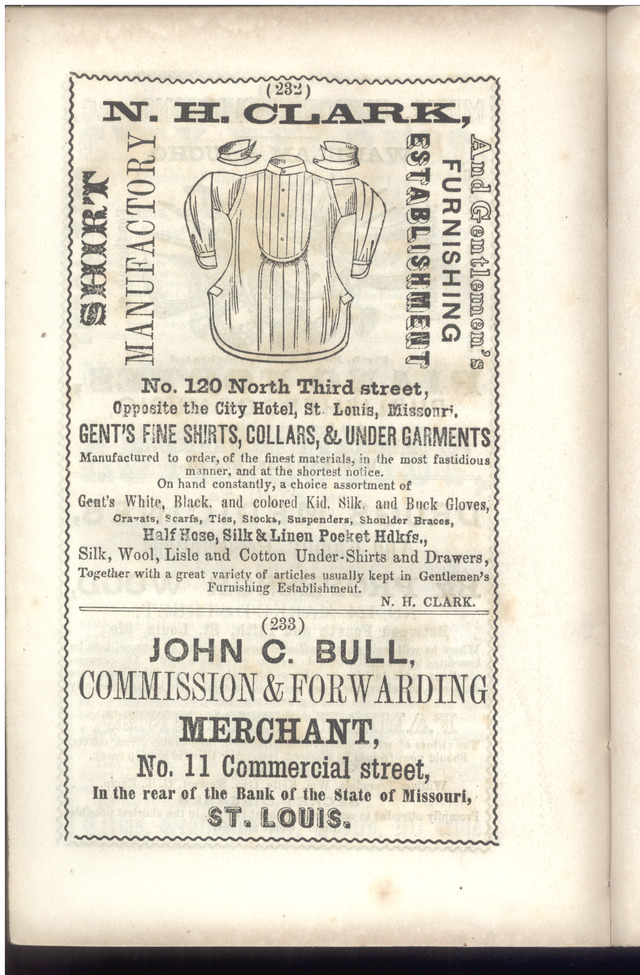 (232)
N. H. CLARK,
SHIRT
MANUFACTORY
And Gentlemen's
FURNISHING
ESTABLISHMENT
No. 120 North Third street,
Opposite the City Hotel, St. Louis, Missouri.
GENT'S FINE SHIRTS, COLLARS, & UNDER GARMENTS
Manufactured to order, of the finest materials, in the most fastidious
manner, and at the shortest notice.
On hand constantly, a choice assortment of
Gent's White, Black, and colored Kid, Silk, and Buck Gloves,
Cravats, Scarfs, Ties, Stocks, Suspenders, Shoulder Braces,
Half Hose, Silk & Linen Pocket Hdkfs.,
Silk, Wool, Lisle and Cotton Under-Shirts and Drawers,
Together with a great variety of articles usually kept in Gentlemen's
Furnishing Establishment.
N. H. CLARK.
(233)
JOHN C. BULL,
COMMISSION & FORWARDING
MERCHANT,
No. 11 Commercial street,
In the rear of the Bank of the State of Missouri,
ST. LOUIS.